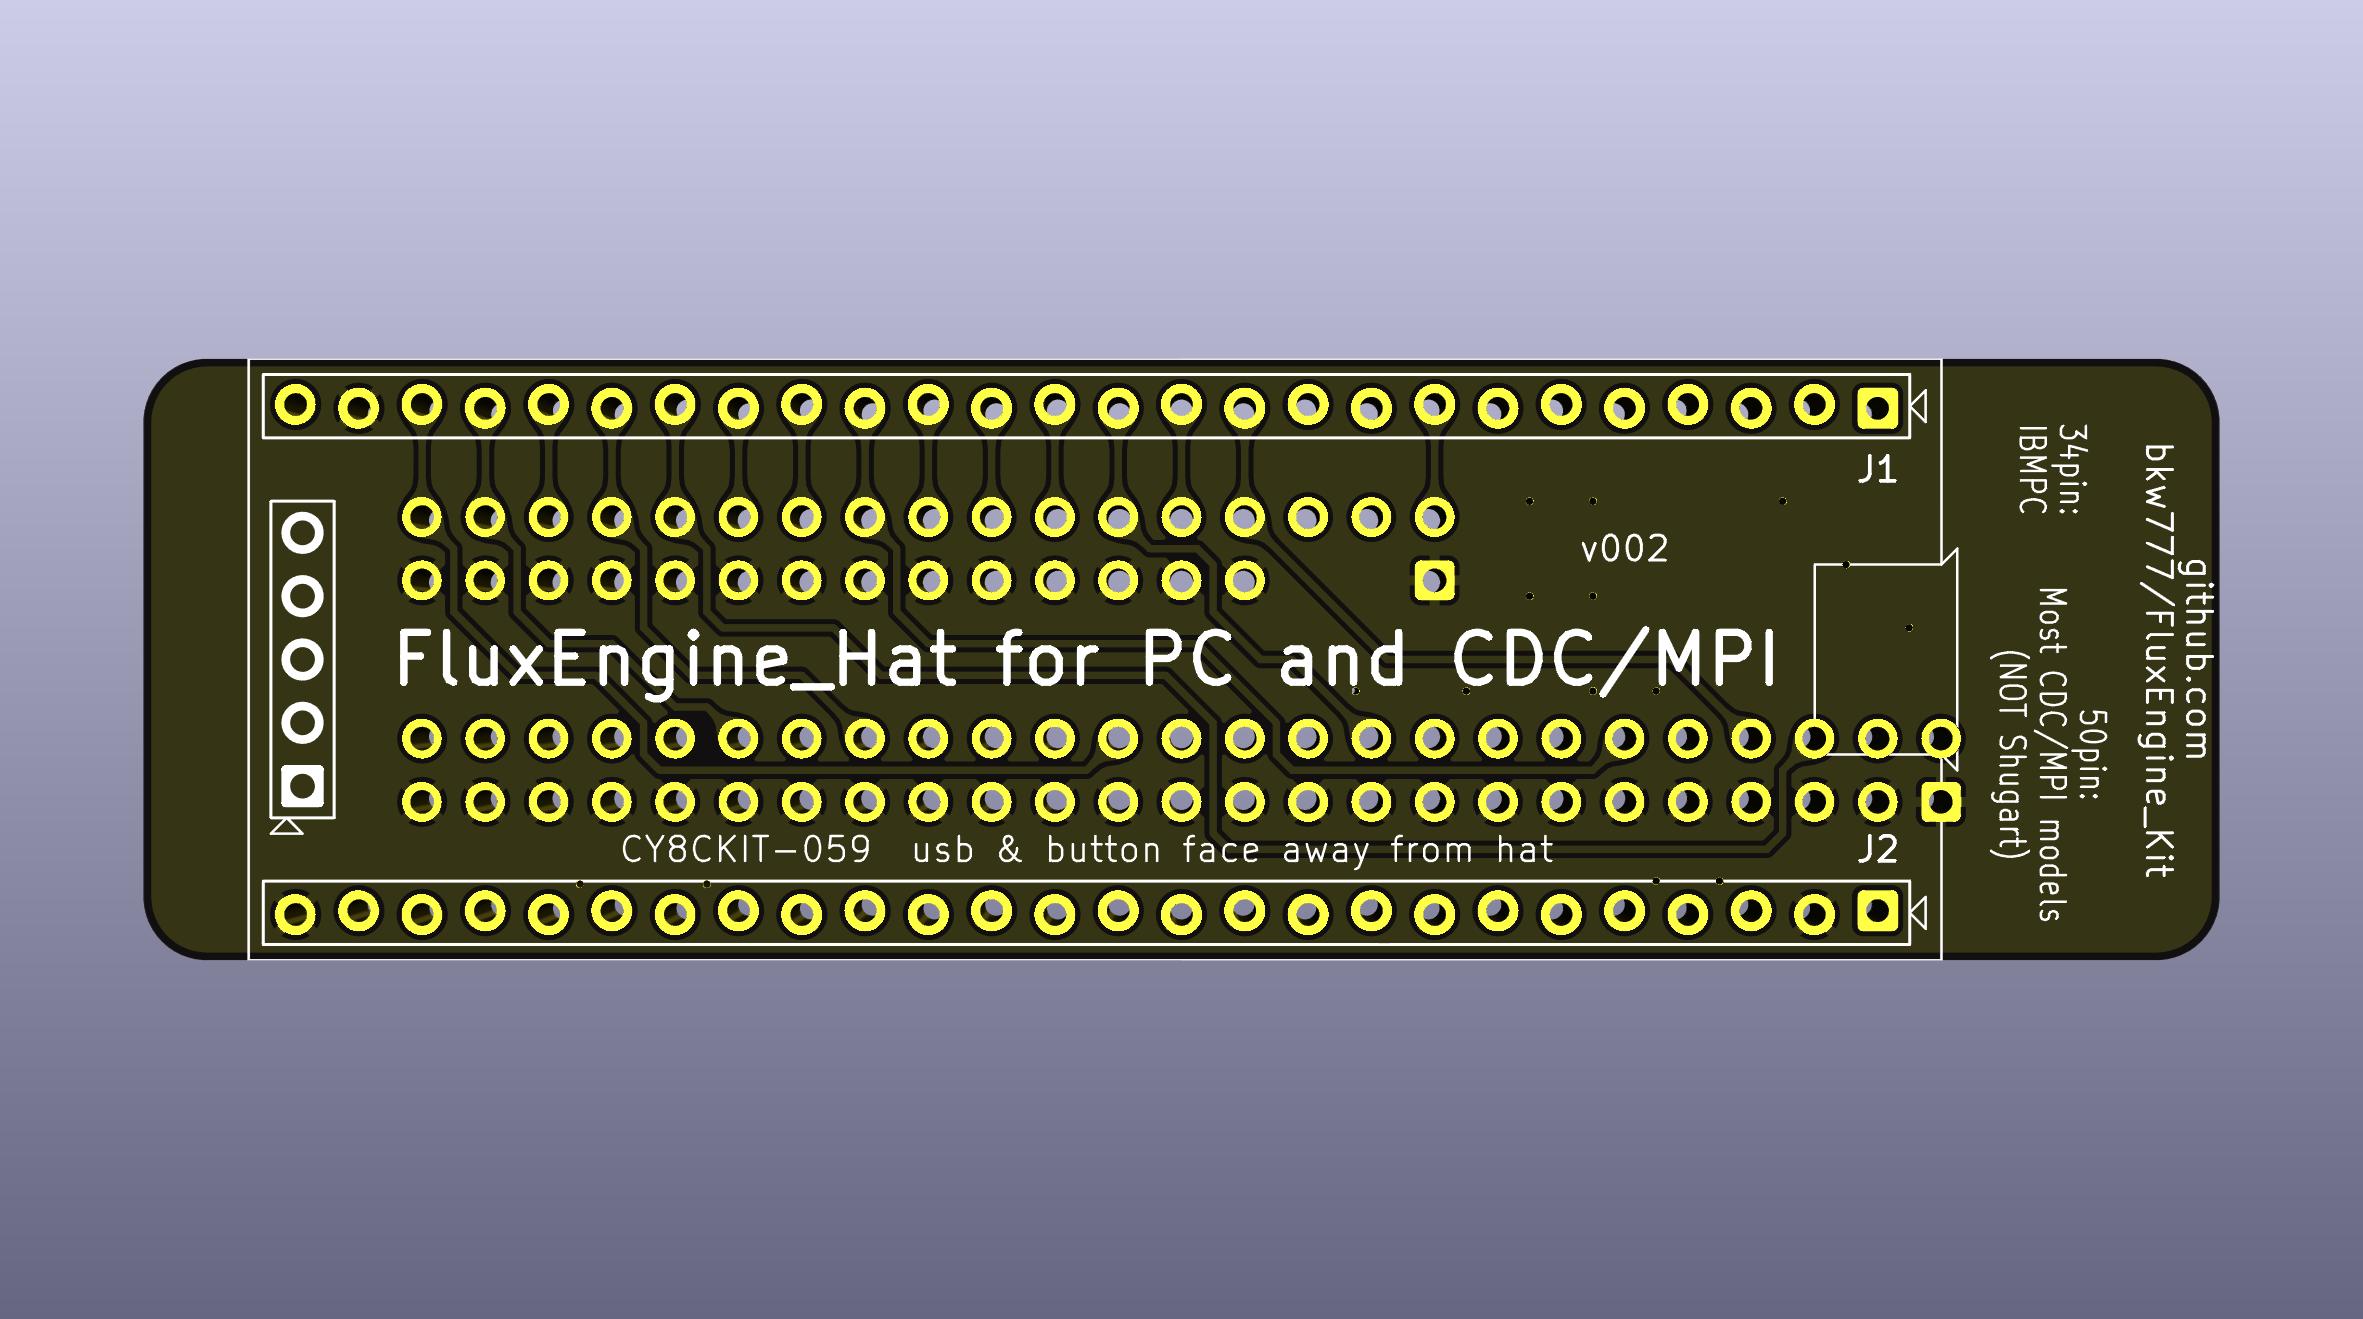 J1
v002
FluxEngine_Hat for PC and CDC/MPI
CY8CKIT-059 usb & button face away from hat
J2
34pin:
IBMPC
50pin:
Most CDC/MPI models
(NOT Shugart)
github.com
bkw777/FluxEngine_Kit